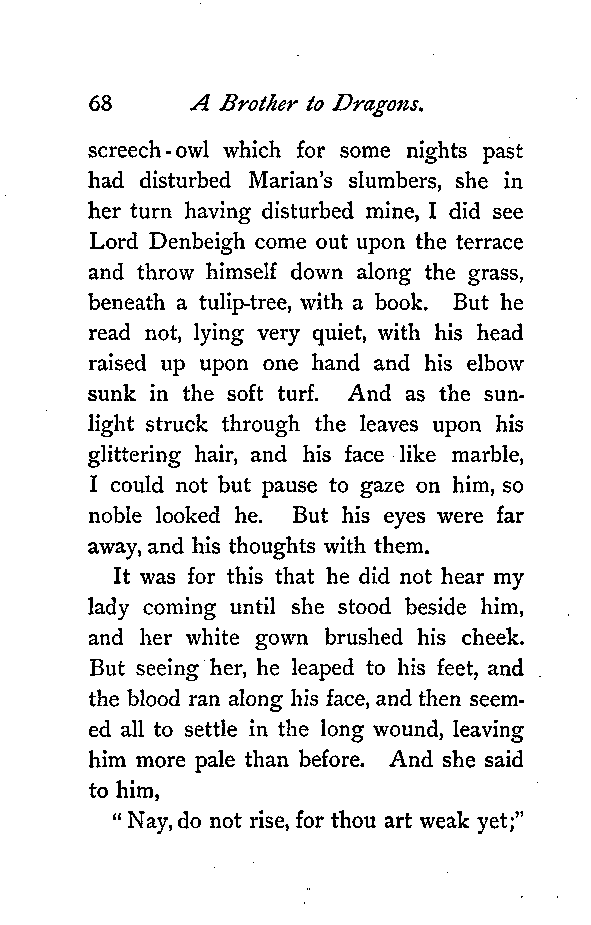 68 A Brother to Dragons.
screech-owl which for some nights past
had disturbed Marian's slumbers, she in
her turn having disturbed mine, I did see
Lord Denbeigh come out upon the terrace
and throw himself down along the grass,
beneath a tulip-tree, with a book. But he
read not, lying very quiet, with his head
raised up upon one hand and his elbow
sunk in the soft turf. And as the sun-
light struck through the leaves upon his
glittering hair, and his face like marble,
I could not but pause to gaze on him, so
noble looked he. But his eyes were far
away, and his thoughts with them.
It was for this that he did not hear my
lady coming until she stood beside him,
and her white gown brushed his cheek.
But seeing her, he leaped to his feet, and
the blood ran along his face, and then seem-
ed all to settle in the long wound, leaving
him more pale than before. And she said
to him,
“Nay, do not rise, for thou art weak yet;”